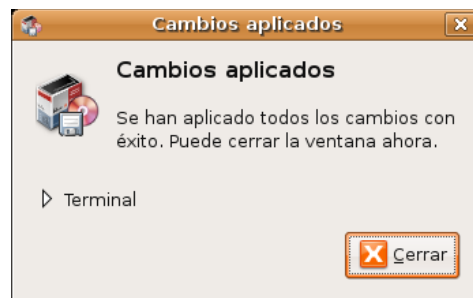 Cambios aplicados
Cambios aplicados
Se han aplicado todos los cambios con
éxito. Puede cerrar la ventana ahora.
Terminal
Cerrar